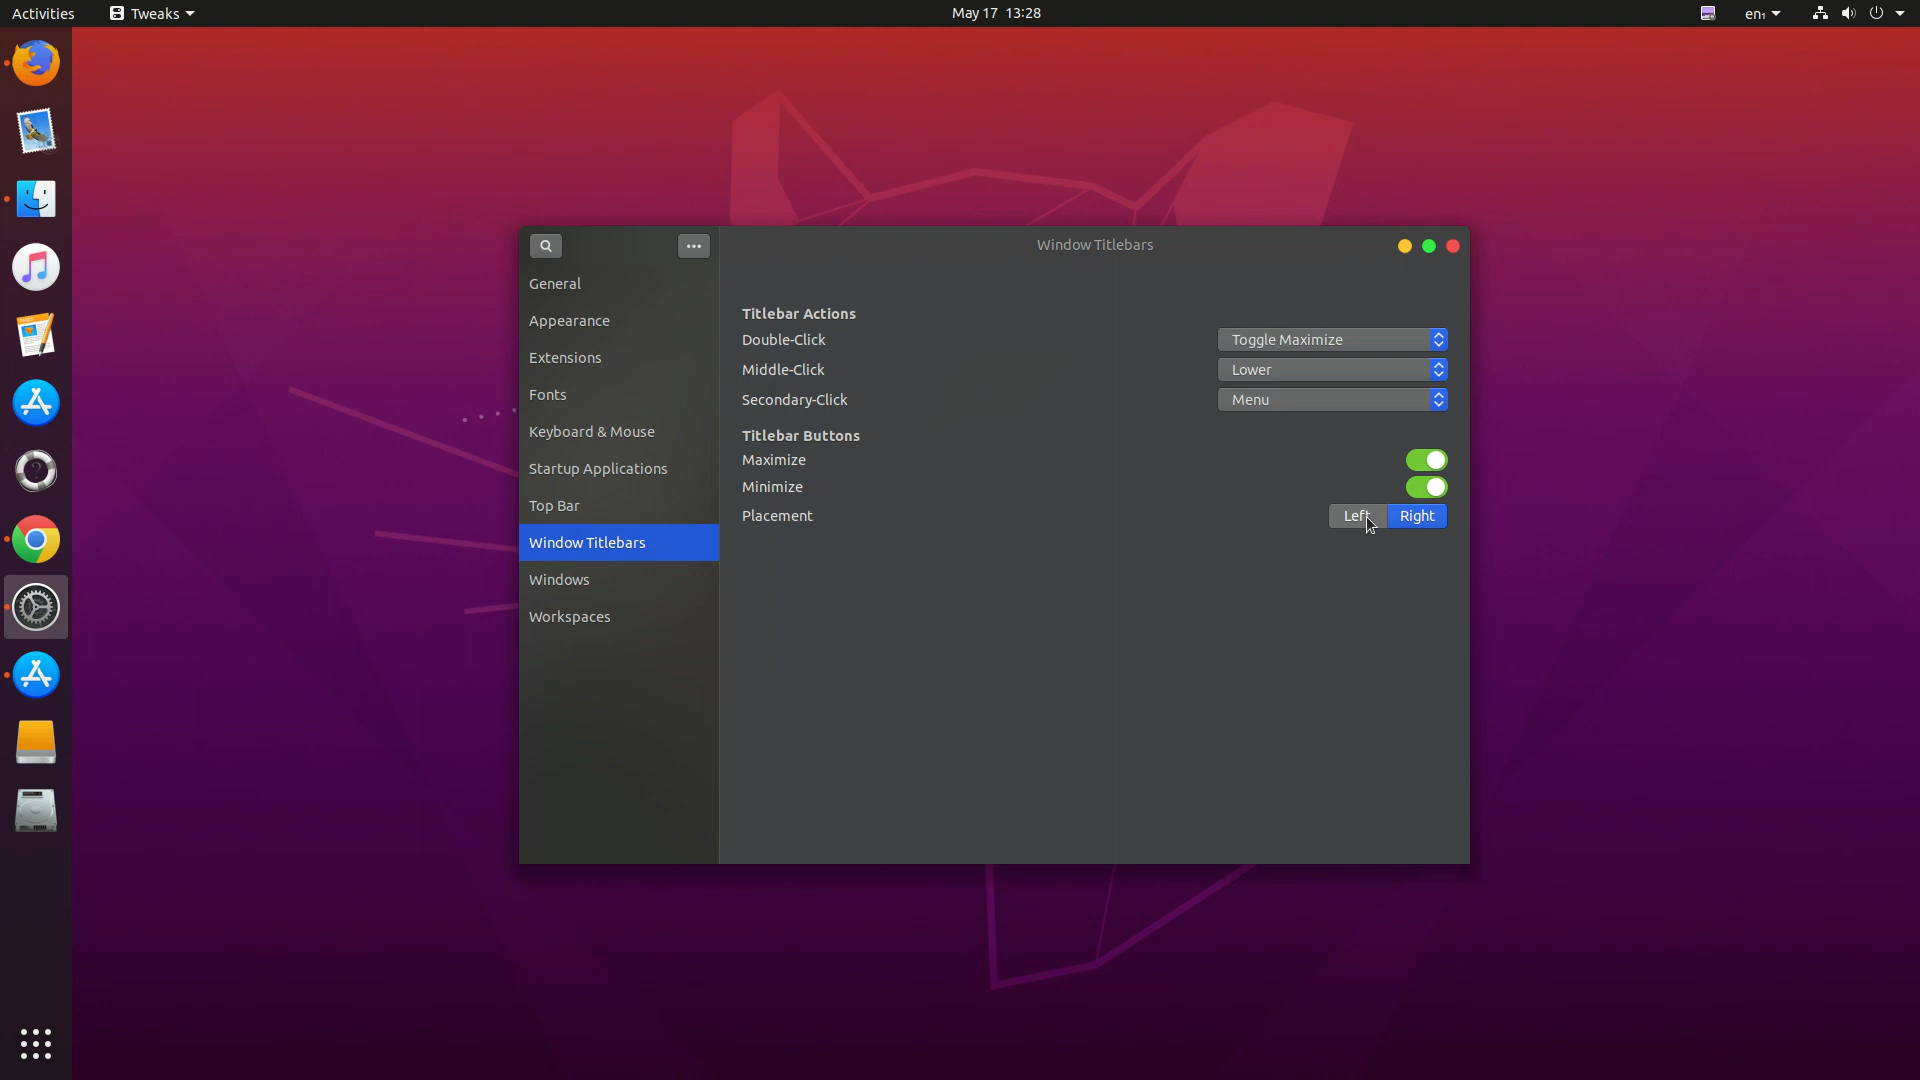 Activities
Tweaks
May 17 13:28
en₁
Window Titlebars
General
Appearance
Extensions
Fonts
Keyboard & Mouse
Startup Applications
Top Bar
Window Titlebars
Windows
Workspaces
Titlebar Actions
Double-Click
Toggle Maximize
Middle-Click
Lower
Secondary-Click
Menu
Titlebar Buttons
Maximize
Minimize
Placement
Left
Right